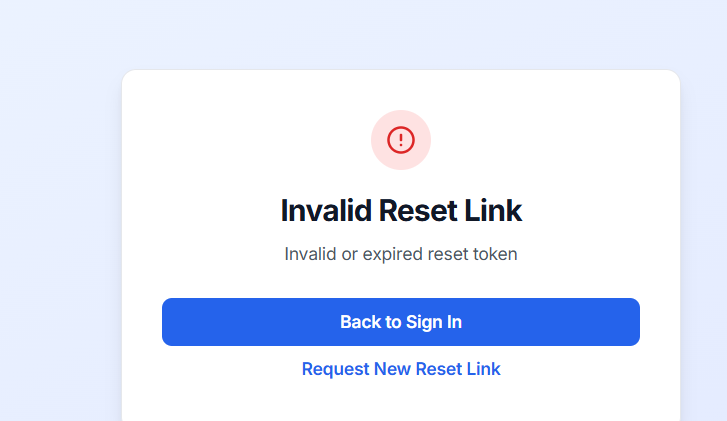 Invalid Reset Link
Invalid or expired reset token
Back to Sign In
Request New Reset Link